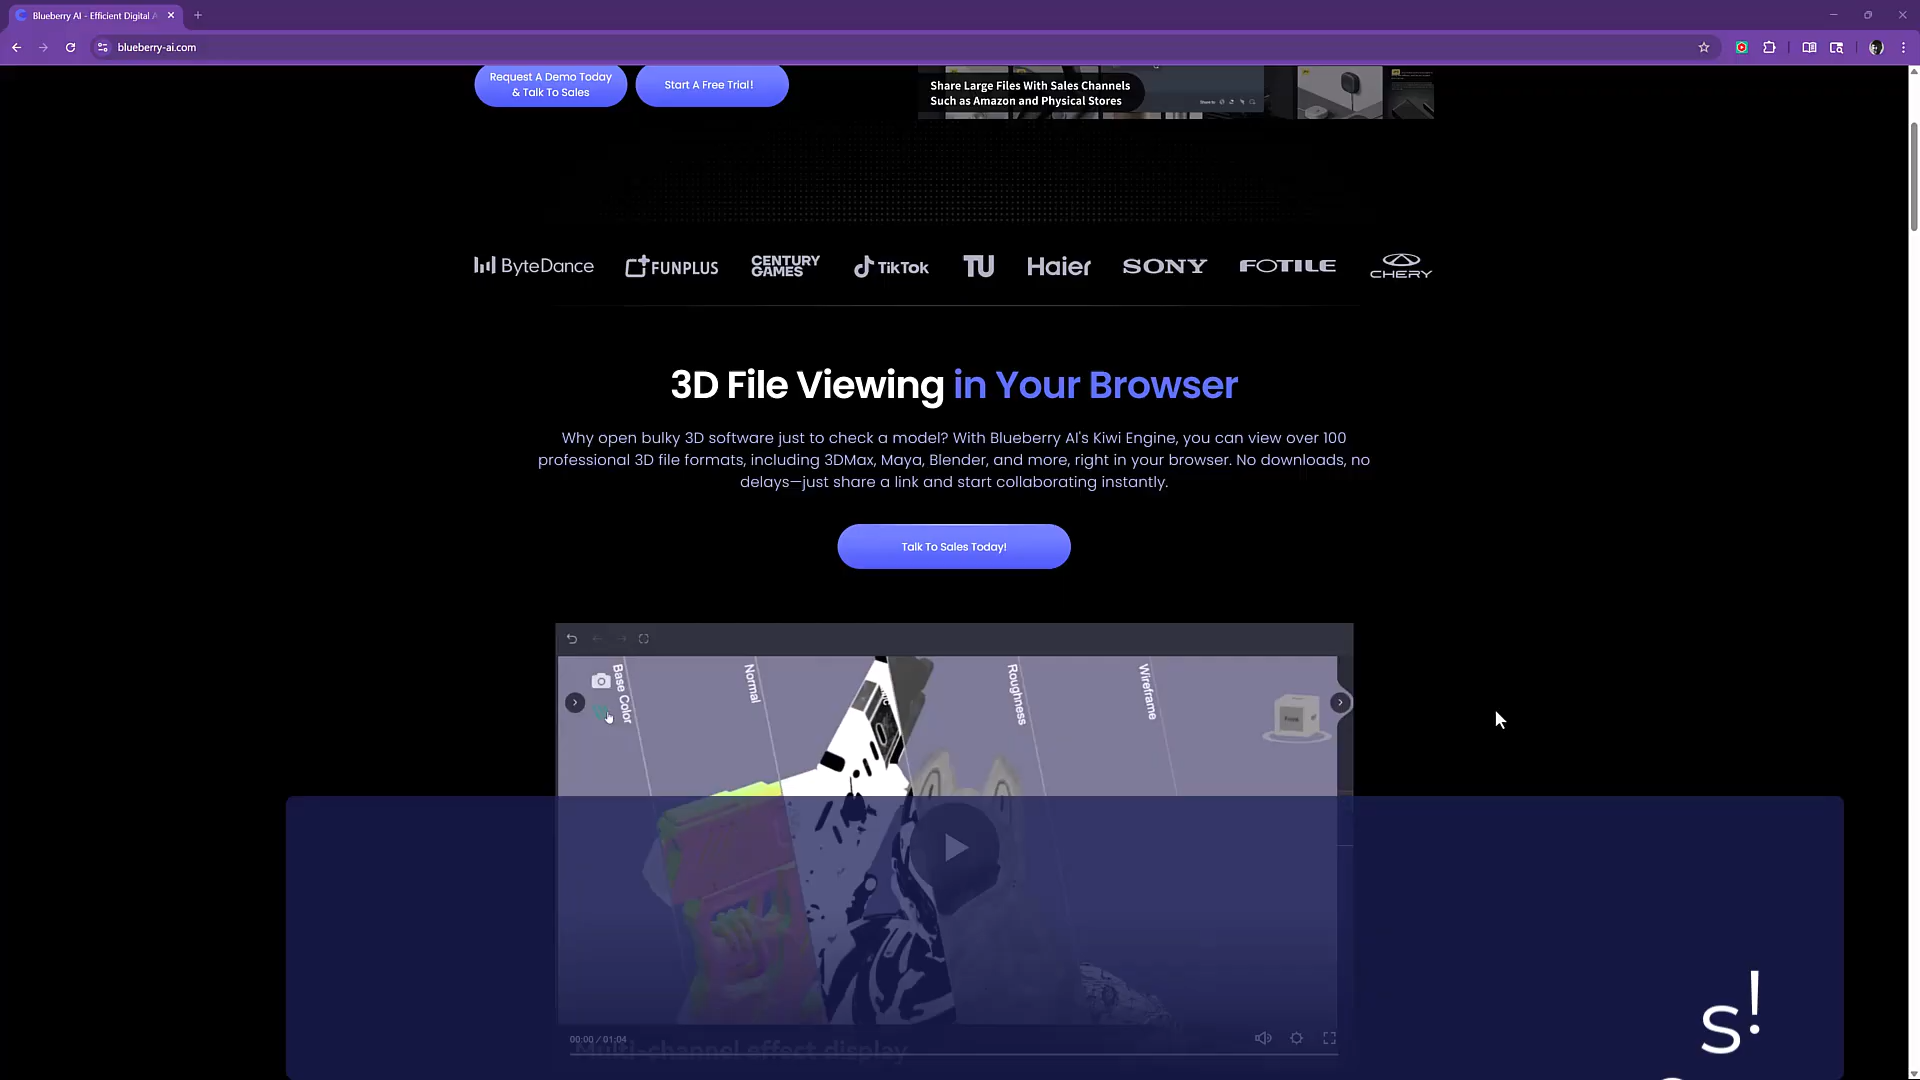 Blueberry AI - Efficient Digital A
blueberry-ai.com
Request A Demo Today
& Talk To Sales
Start A Free Trial!
Share Large Files With Sales Channels
Such as Amazon and Physical Stores
Share to
ByteDance
FUNPLUS
CENTURY
GAMES
TikTok
TU
Haier
SONY
FOTILE
CHERY
3D File Viewing in Your Browser
Why open bulky 3D software just to check a model? With Blueberry AI's Kiwi Engine, you can view over 100
professional 3D file formats, including 3DMax, Maya, Blender, and more, right in your browser. No downloads, no
delays—just share a link and start collaborating instantly.
Talk To Sales Today!
Base Color
Normal
Roughness
Wireframe
s!
00:00 / 01:04
Multi-channel effect display